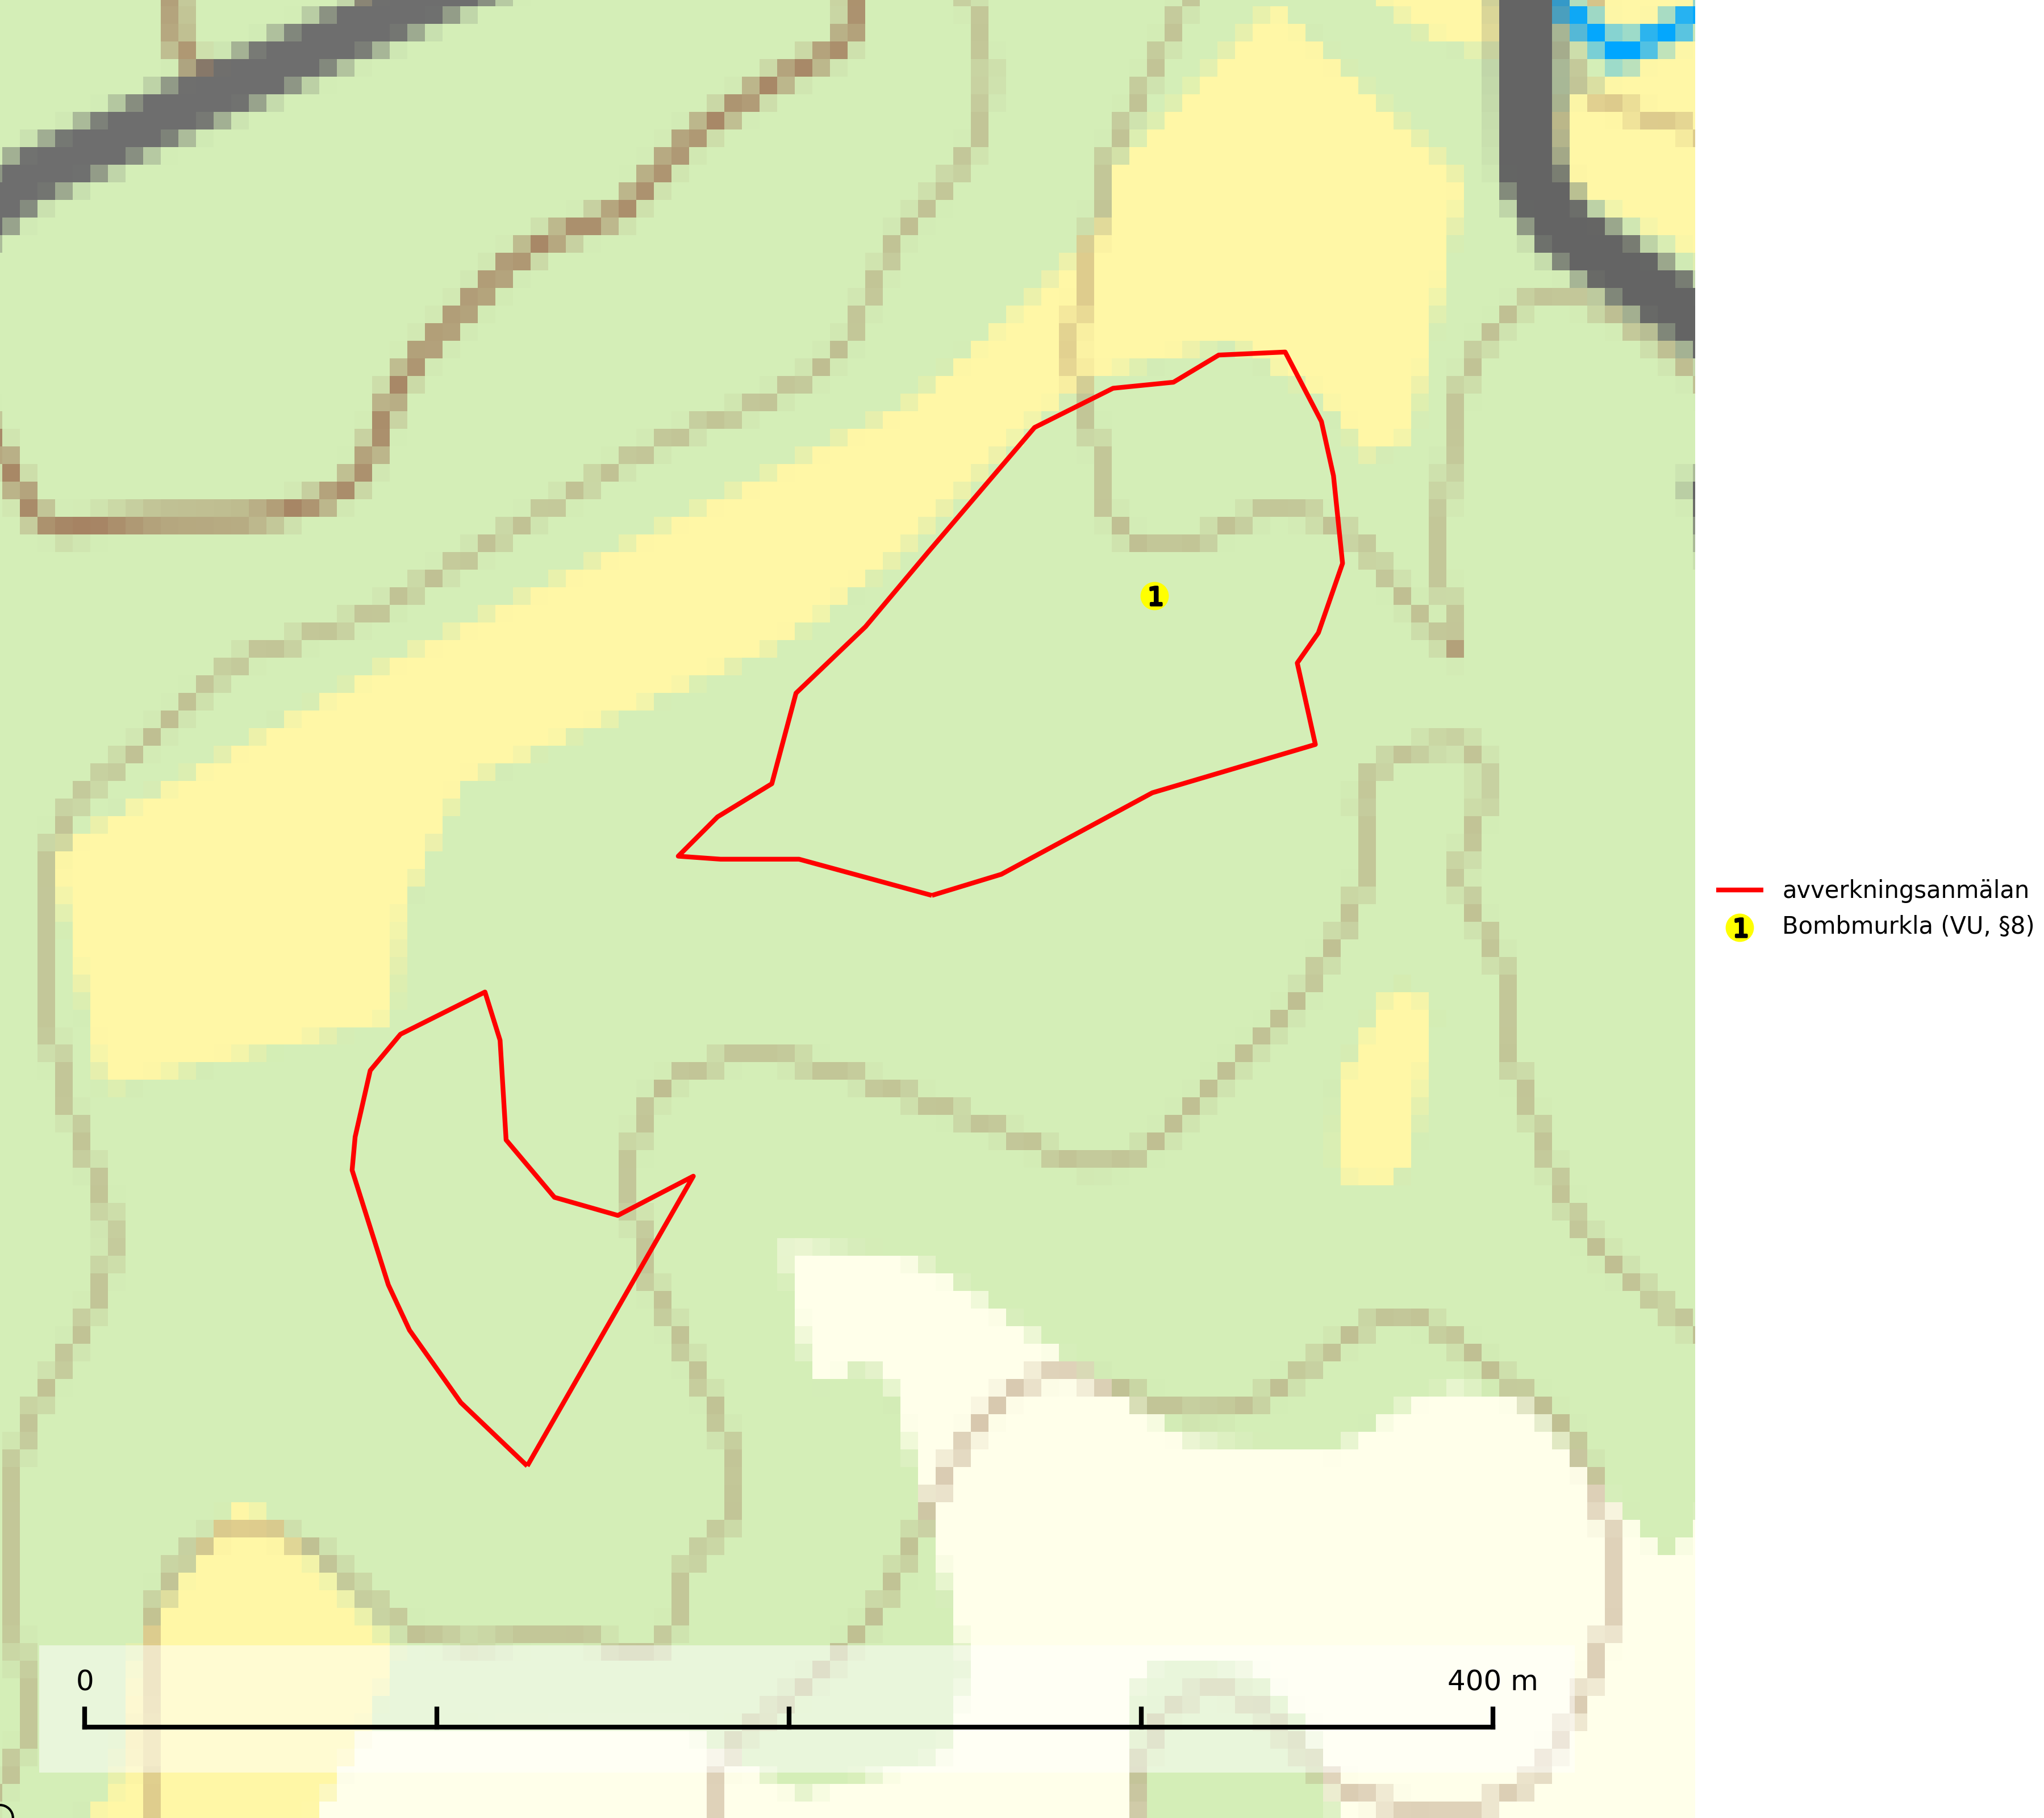 1
avverkningsanmälan
1 Bombmurkla (VU, §8)
0 400 m